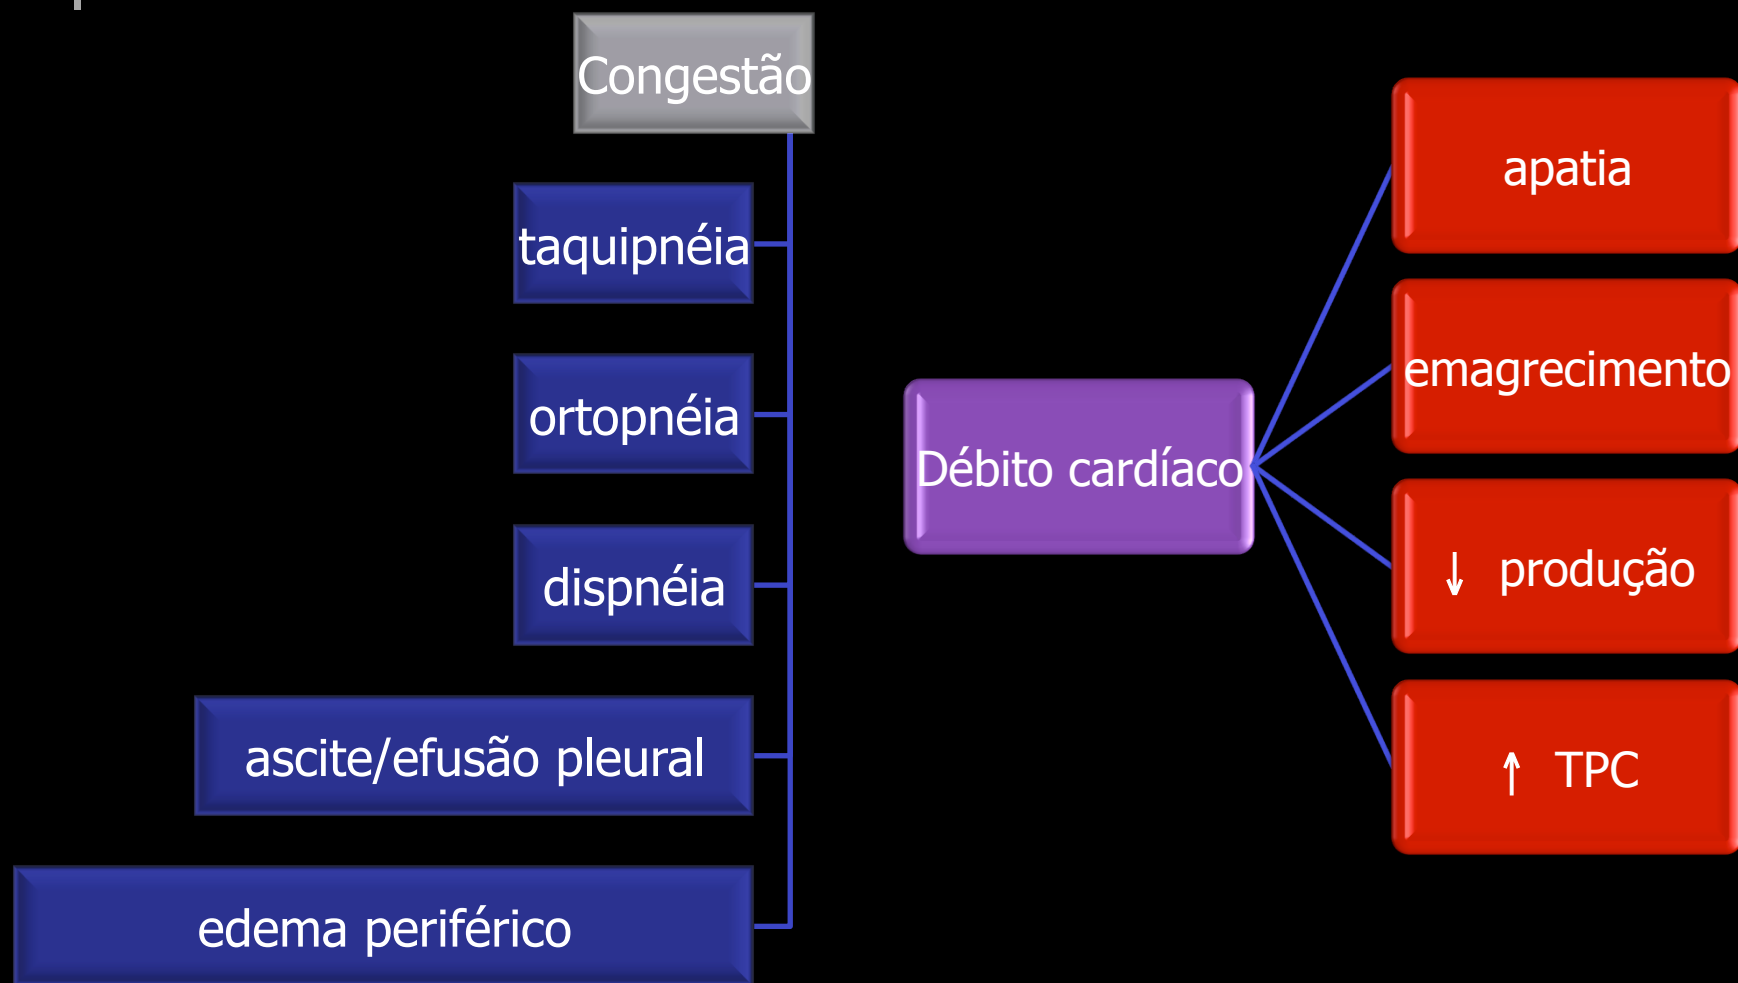 Congestão
taquipnéia
ortopnéia
dispnéia
ascite/efusão pleural
edema periférico
Débito cardíaco
apatia
emagrecimento
↓ produção
↑ TPC